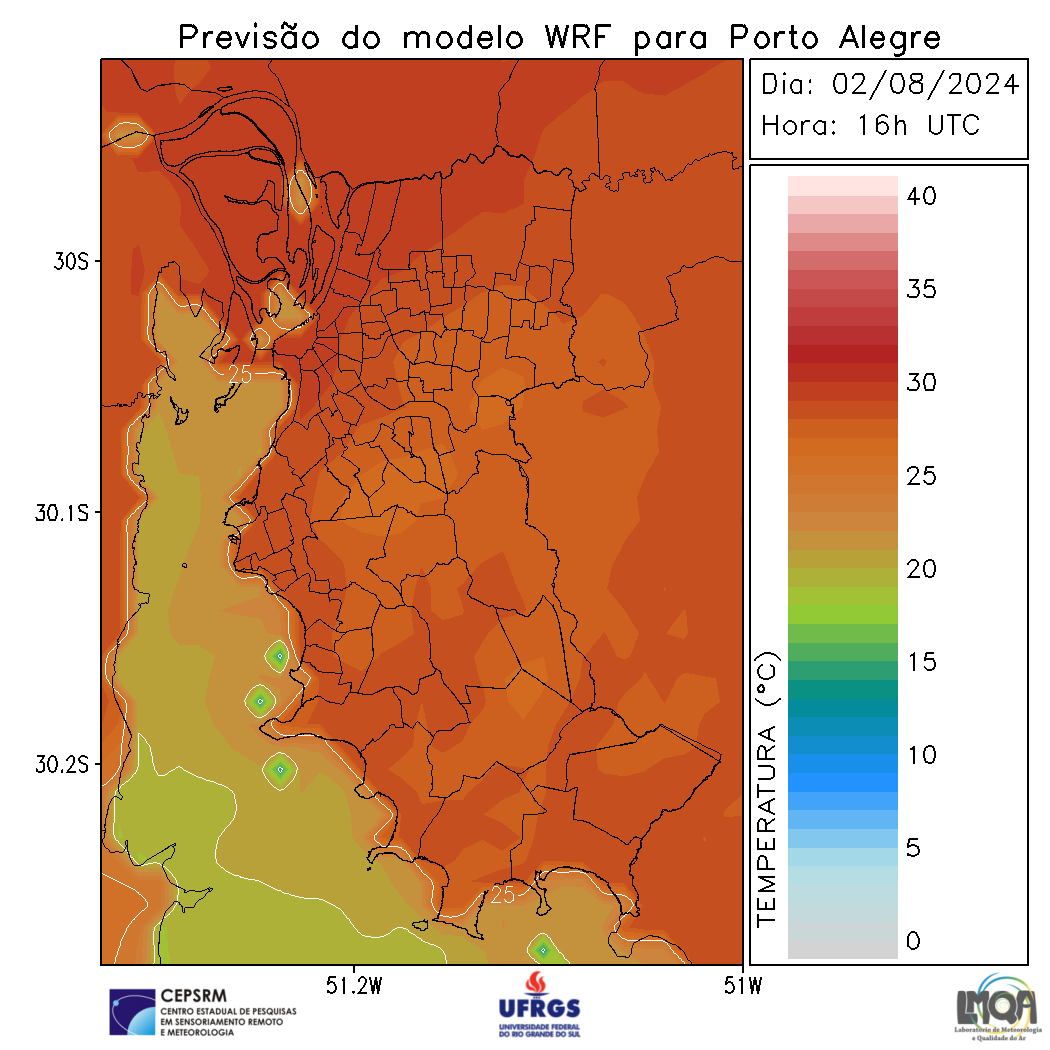 Previsão do modelo WRF para Porto Alegre
Dia: 02/08/2024
Hora: 16h UTC
30S
30.1S
30.2S
51.2W
51W
25
25
TEMPERATURA (°C)
40
35
30
25
20
15
10
5
0
CEPSRM
CENTRO ESTADUAL DE PESQUISAS
EM SENSORIAMENTO REMOTO
E METEOROLOGIA
UFRGS
UNIVERSIDADE FEDERAL
DO RIO GRANDE DO SUL
LMQA
Laboratório de Meteorologia
e Qualidade do Ar